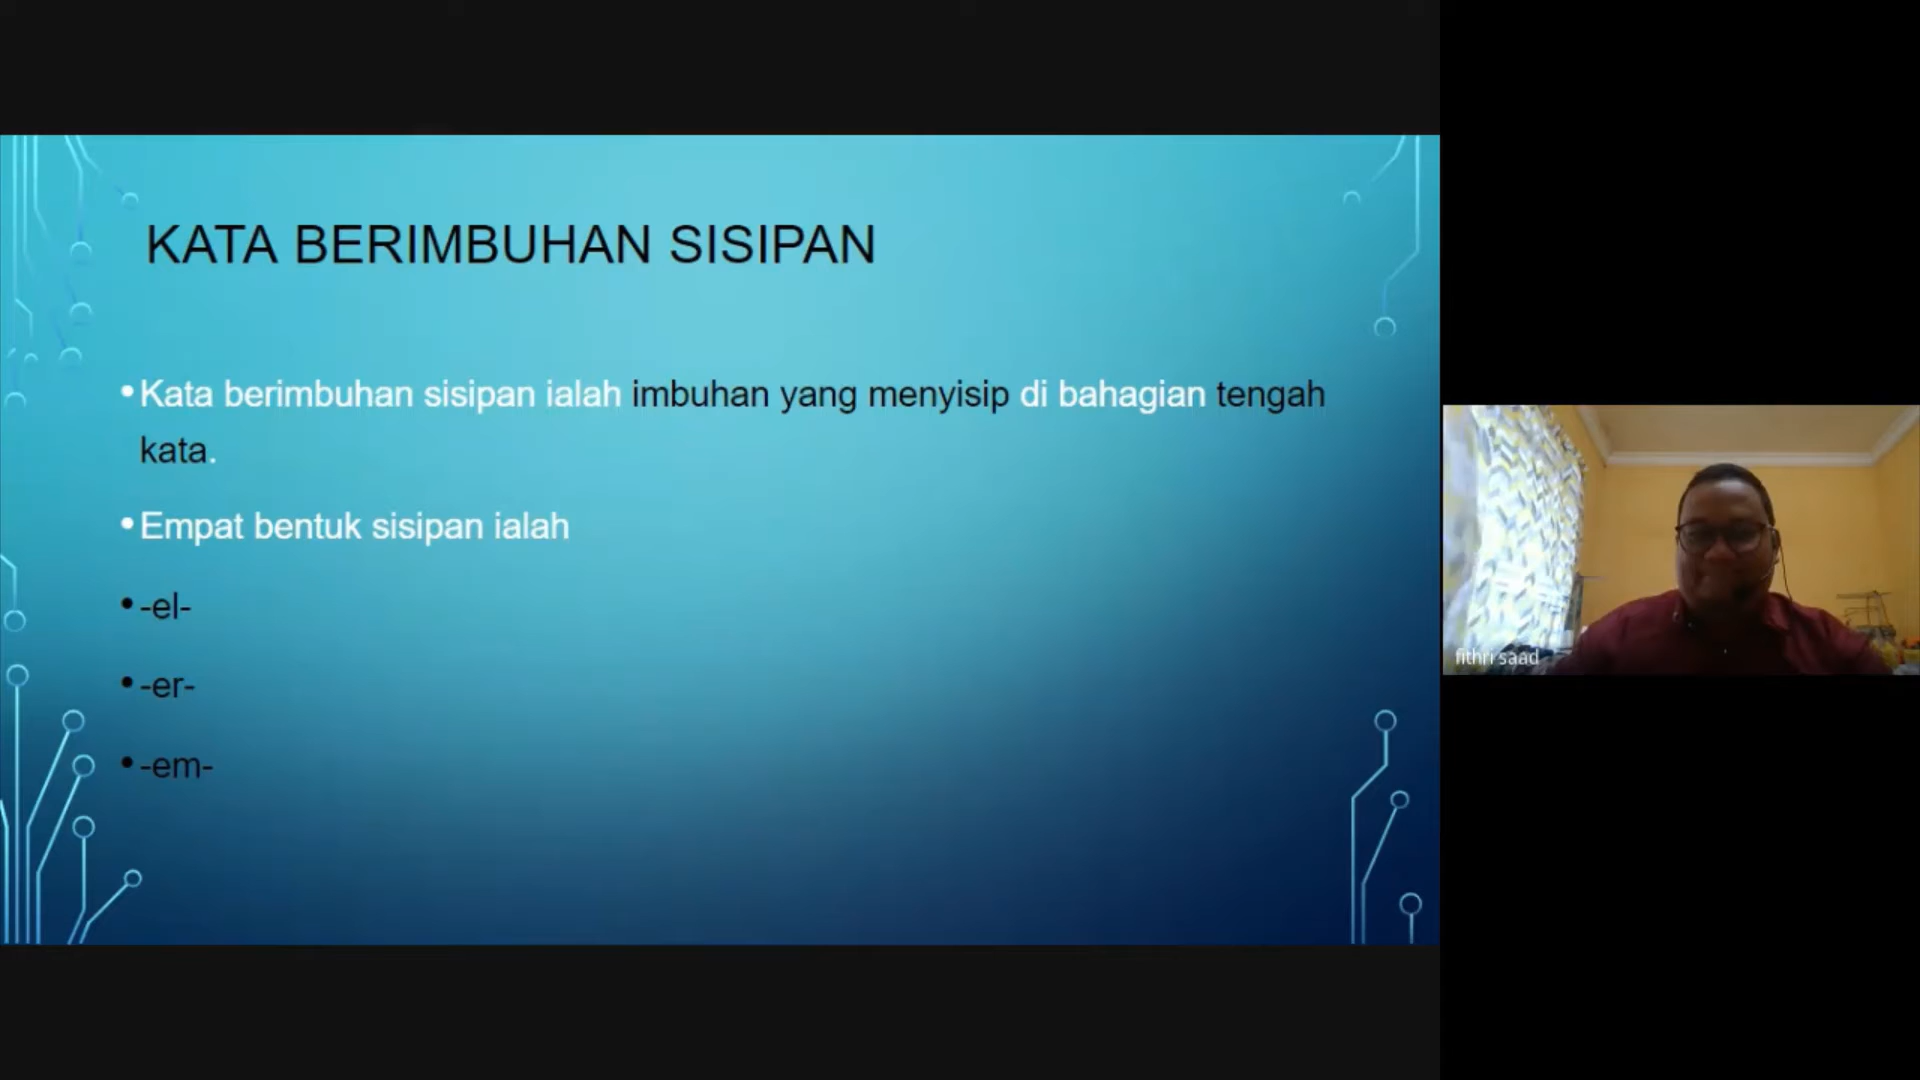 KATA BERIMBUHAN SISIPAN
•Kata berimbuhan sisipan ialah imbuhan yang menyisip di bahagian tengah
kata.
•Empat bentuk sisipan ialah
•-el-
•-er-
•-em-
fithri saad